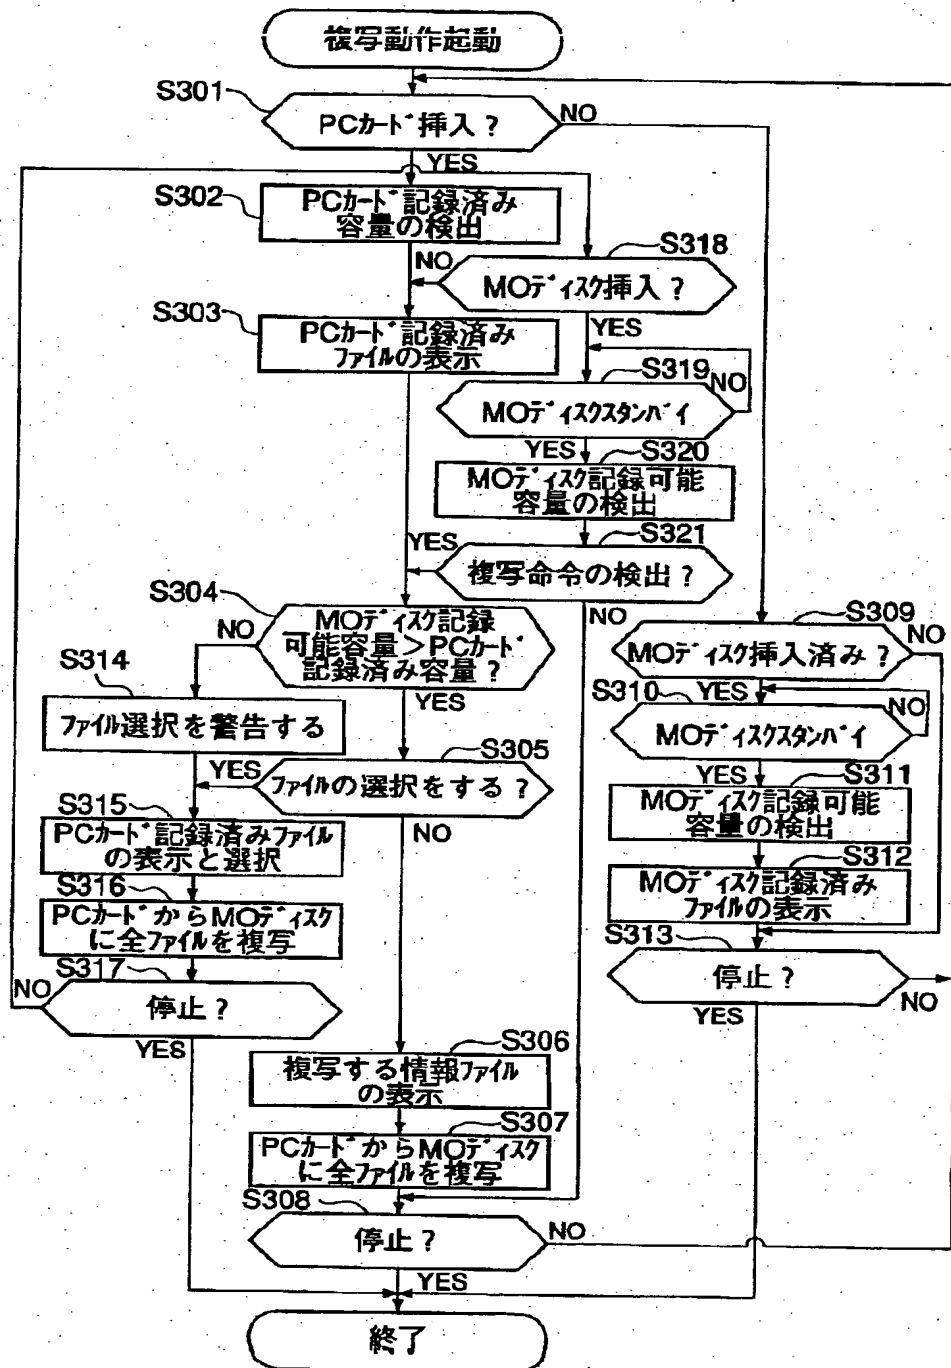 複写動作起動
S301
PCカード挿入?
NO
YES
S302
PCカード記録済み
容量の検出
S318
NO
MOディスク挿入?
S303
YES
PCカード記録済み
ファイルの表示
S319
NO
MOディスクスタンバイ
YES
S320
MOディスク記録可能
容量の検出
S321
YES
複写命令の検出?
S304
NO
MOディスク記録
可能容量>PCカード
記録済み容量?
NO
S309
NO
MOディスク挿入済み?
S314
YES
S310
YES
NO
ファイル選択を警告する
MOディスクスタンバイ
S305
YES
ファイルの選択をする?
YES
S311
S315
NO
MOディスク記録可能
容量の検出
PCカード記録済みファイル
の表示と選択
S312
S316
MOディスク記録済み
ファイルの表示
PCカードからMOディスク
に全ファイルを複写
S313
S317
停止?
NO
停止?
NO
YES
YES
S306
複写する情報ファイル
の表示
S307
PCカードからMOディスク
に全ファイルを複写
S308
停止?
NO
YES
終了